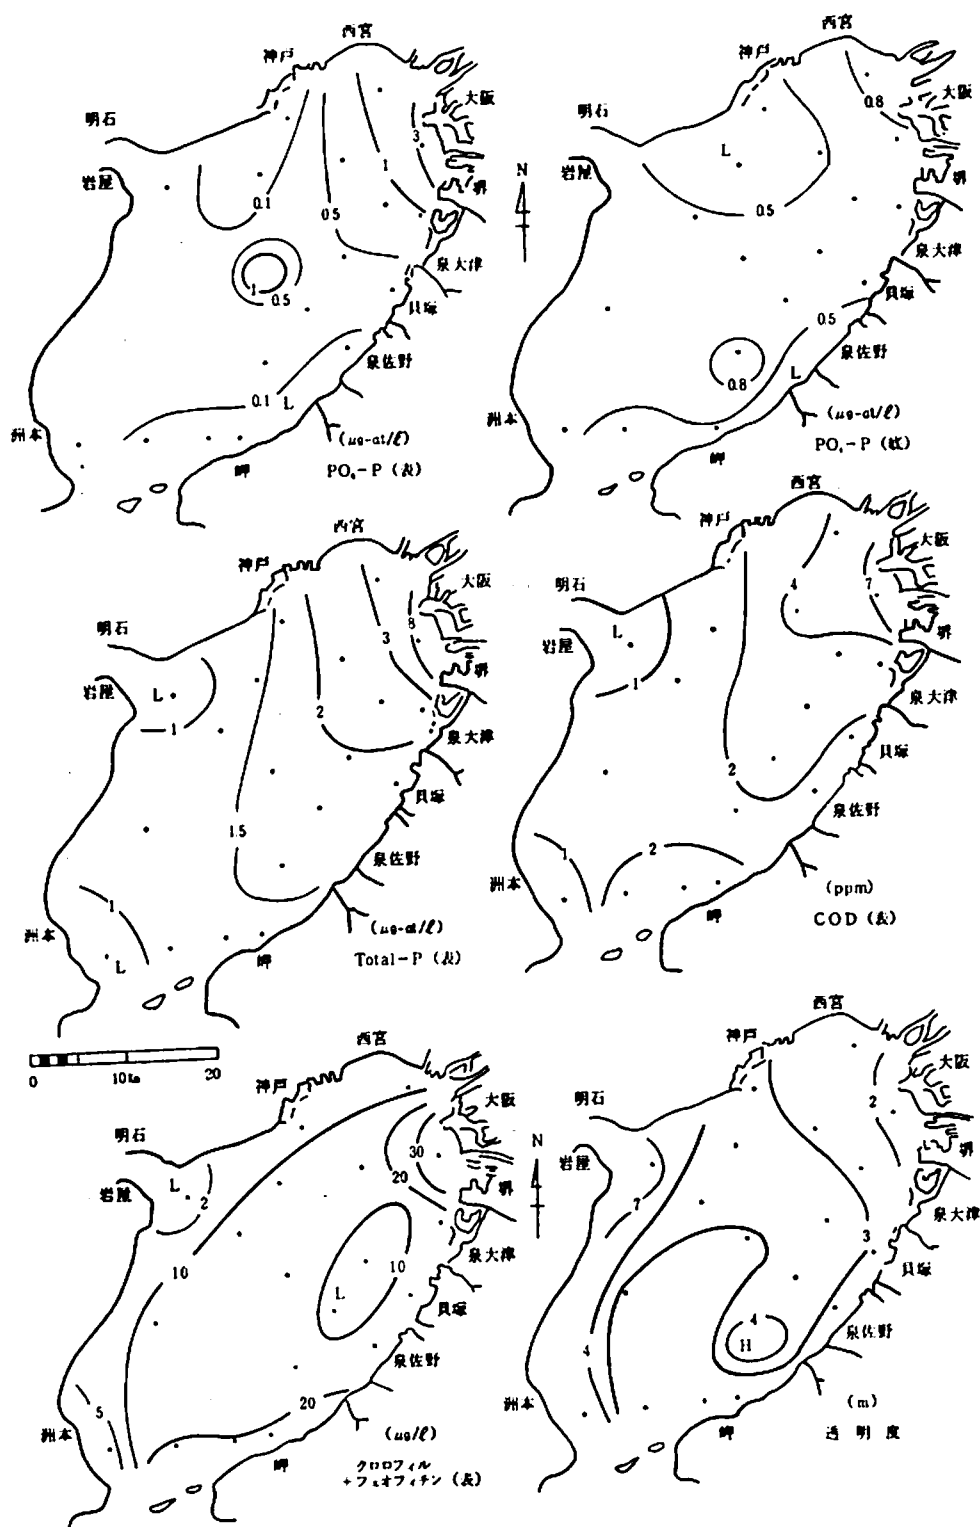 西宮
神戸
大阪
明石
3
1
岩屋
堺
0.1
0.5
N
泉大津
1
0.5
貝塚
泉佐野
0.1
L
洲本
(μg-at/ℓ)
岬
PO₄-P (表)
西宮
神戸
0.8
大阪
明石
L
岩屋
堺
0.5
泉大津
貝塚
0.5
泉佐野
0.8
L
洲本
(μg-at/ℓ)
岬
PO₄-P (底)
西宮
神戸
大阪
8
明石
3
堺
岩屋
L
2
1
泉大津
貝塚
1.5
泉佐野
1
洲本
(μg-at/ℓ)
L
岬
Total-P (表)
0 10km 20
西宮
神戸
大阪
明石
4
7
L
堺
岩屋
1
泉大津
貝塚
2
泉佐野
1
2
洲本
(ppm)
岬
COD (表)
西宮
神戸
大阪
明石
30
N
L
20
堺
岩屋
2
泉大津
10
10
L
貝塚
泉佐野
20
5
洲本
(μg/ℓ)
岬
クロロフィル
+フェオフィチン (表)
西宮
神戸
大阪
2
明石
岩屋
堺
7
泉大津
3
貝塚
4
H
泉佐野
4
洲本
(m)
岬
透明度